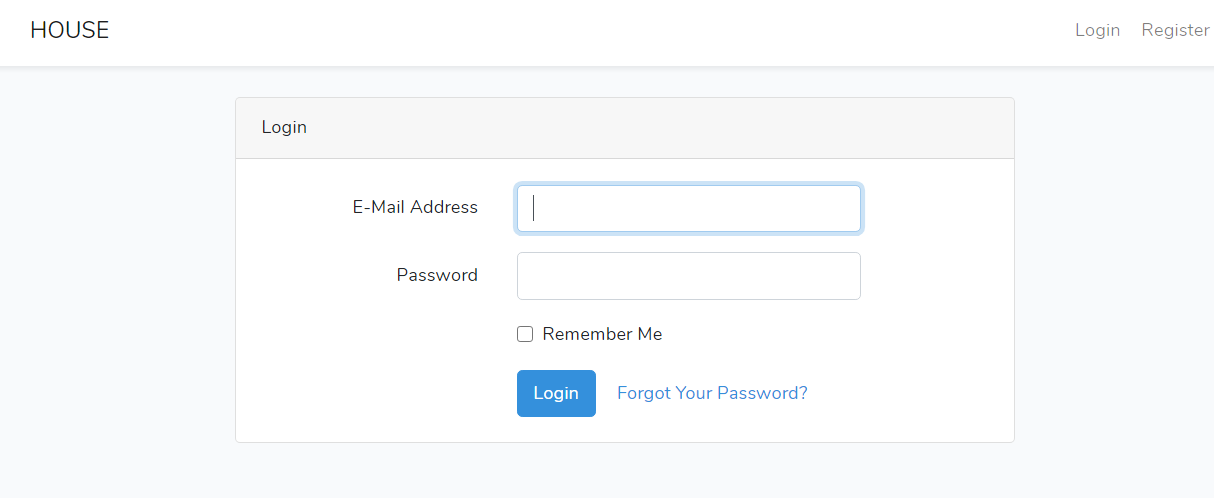 HOUSE
Login Register
Login
E-Mail Address
Password
Remember Me
Login Forgot Your Password?